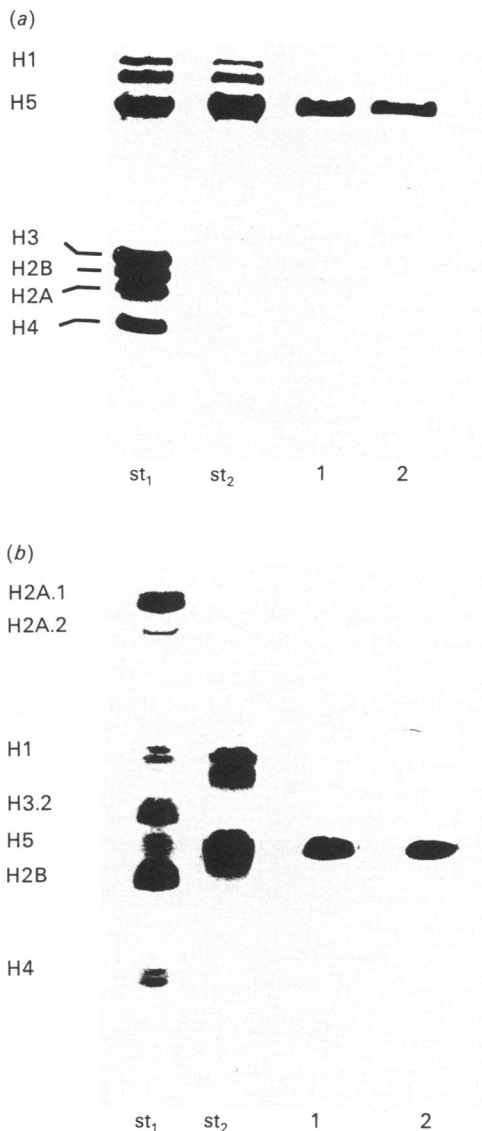 (a)
H1
H5
H3
H2B
H2A
H4
st₁ st₂ 1 2
(b)
H2A.1
H2A.2
H1
H3.2
H5
H2B
H4
st₁ st₂ 1 2